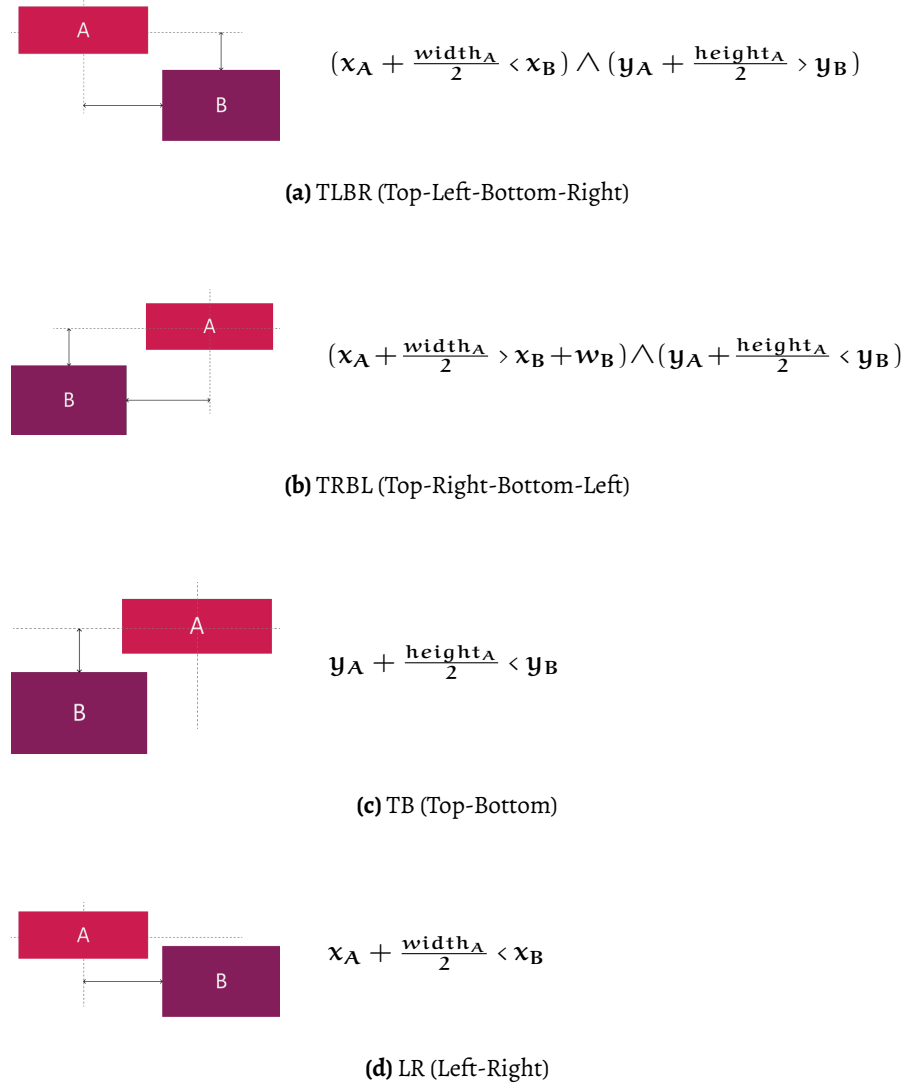 A
B
(x_A + width_A/2 < x_B) ∧ (y_A + height_A/2 > y_B)
(a) TLBR (Top-Left-Bottom-Right)
A
B
(x_A + width_A/2 > x_B + w_B) ∧ (y_A + height_A/2 < y_B)
(b) TRBL (Top-Right-Bottom-Left)
A
B
y_A + height_A/2 < y_B
(c) TB (Top-Bottom)
A
B
x_A + width_A/2 < x_B
(d) LR (Left-Right)